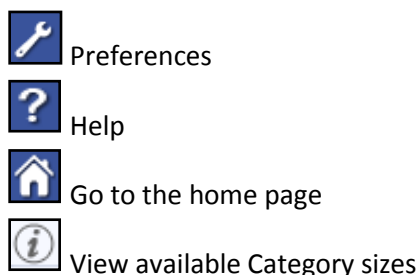 Preferences
? Help
Go to the home page
i View available Category sizes